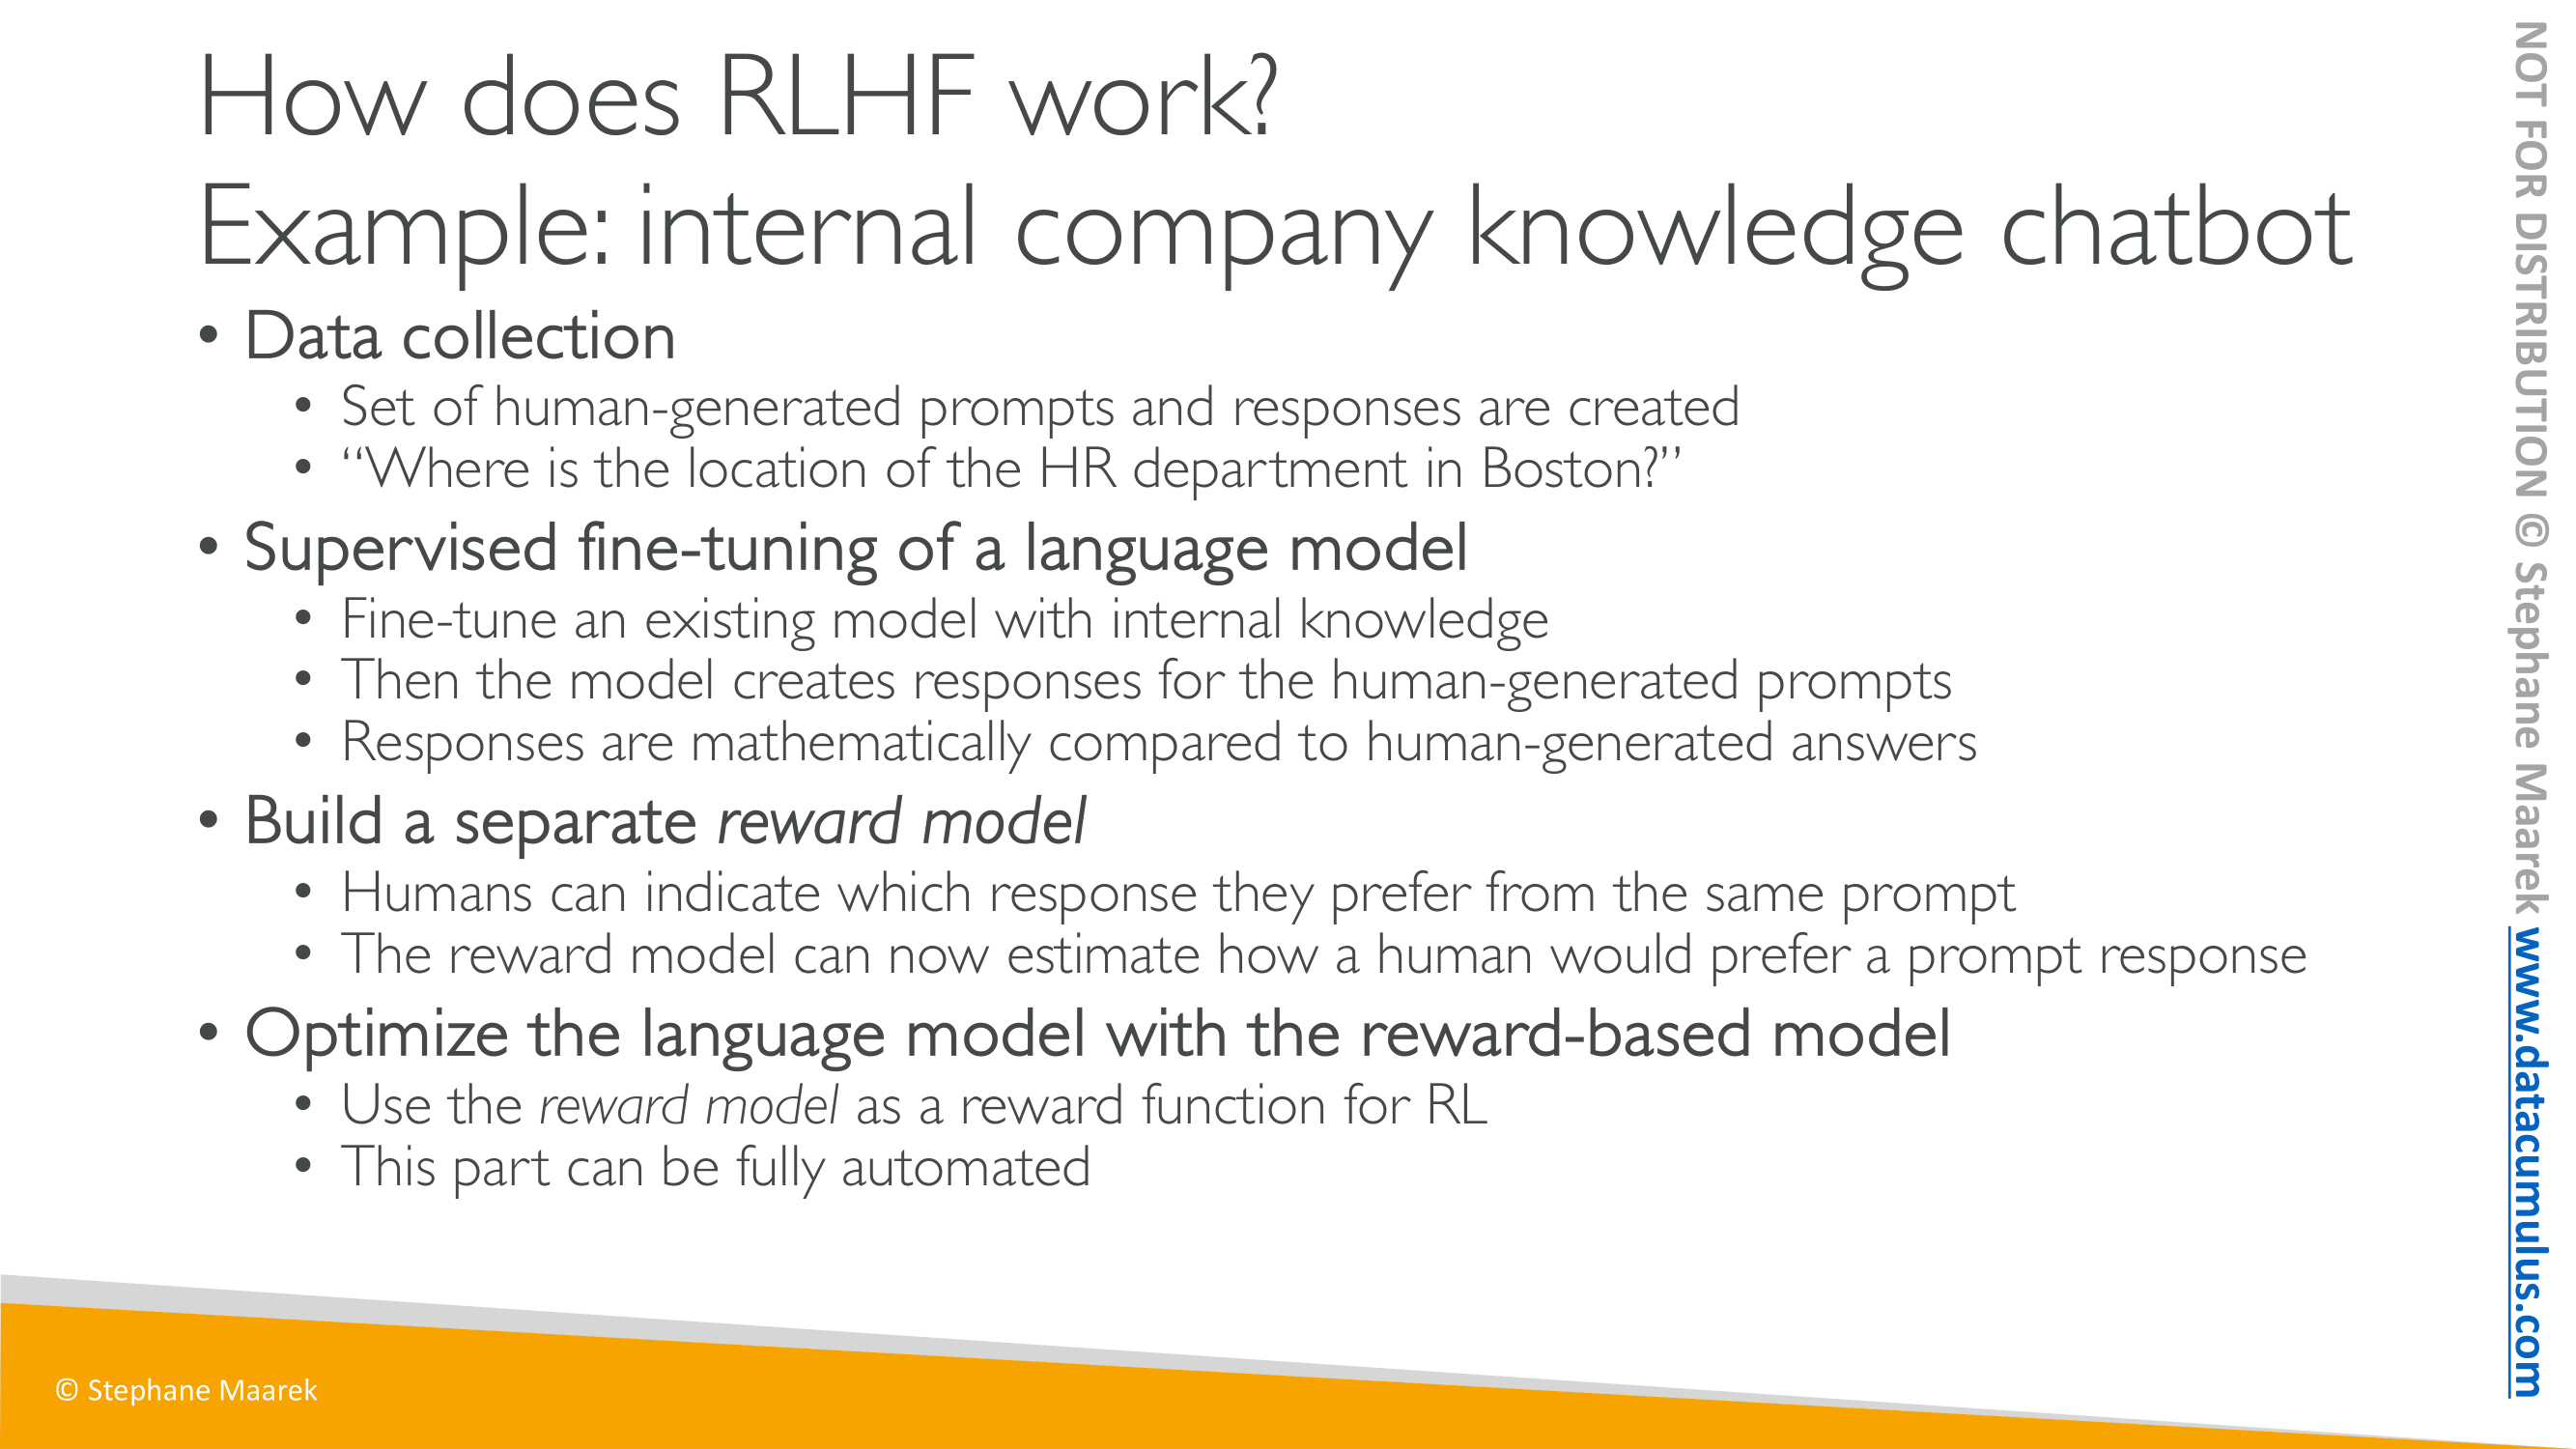 How does RLHF work?
Example: internal company knowledge chatbot
• Data collection
• Set of human-generated prompts and responses are created
• “Where is the location of the HR department in Boston?”
• Supervised fine-tuning of a language model
• Fine-tune an existing model with internal knowledge
• Then the model creates responses for the human-generated prompts
• Responses are mathematically compared to human-generated answers
• Build a separate reward model
• Humans can indicate which response they prefer from the same prompt
• The reward model can now estimate how a human would prefer a prompt response
• Optimize the language model with the reward-based model
• Use the reward model as a reward function for RL
• This part can be fully automated
© Stephane Maarek
NOT FOR DISTRIBUTION © Stephane Maarek www.datacumulus.com